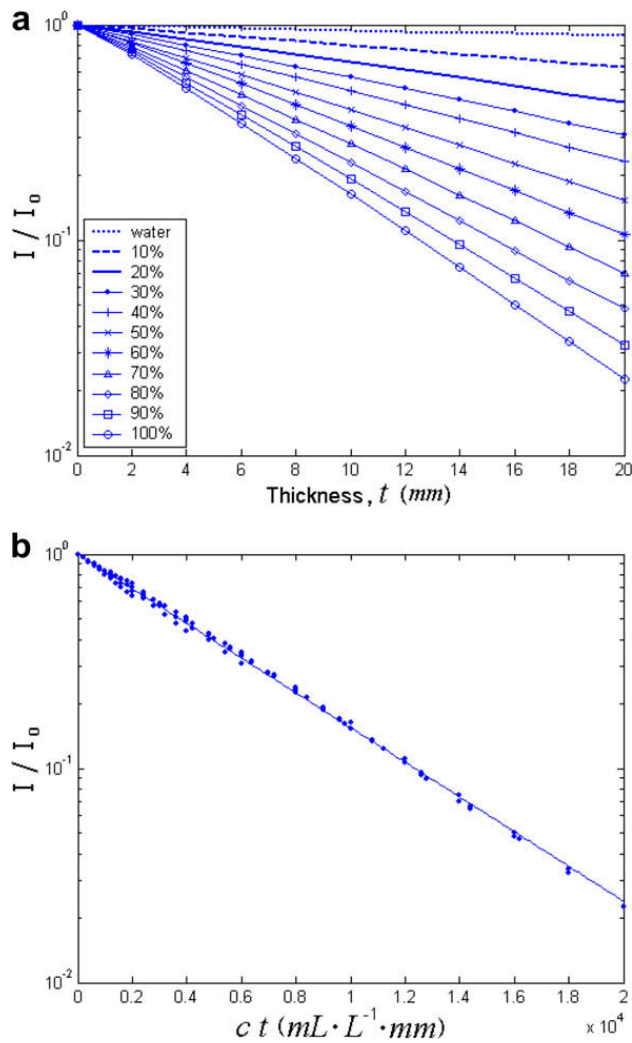 a
10^0
10^-1
10^-2
I / I_0
water
10%
20%
30%
40%
50%
60%
70%
80%
90%
100%
0 2 4 6 8 10 12 14 16 18 20
Thickness, t (mm)
b
10^0
10^-1
10^-2
I / I_0
0 0.2 0.4 0.6 0.8 1 1.2 1.4 1.6 1.8 2
x 10^4
c t (mL·L^-1·mm)